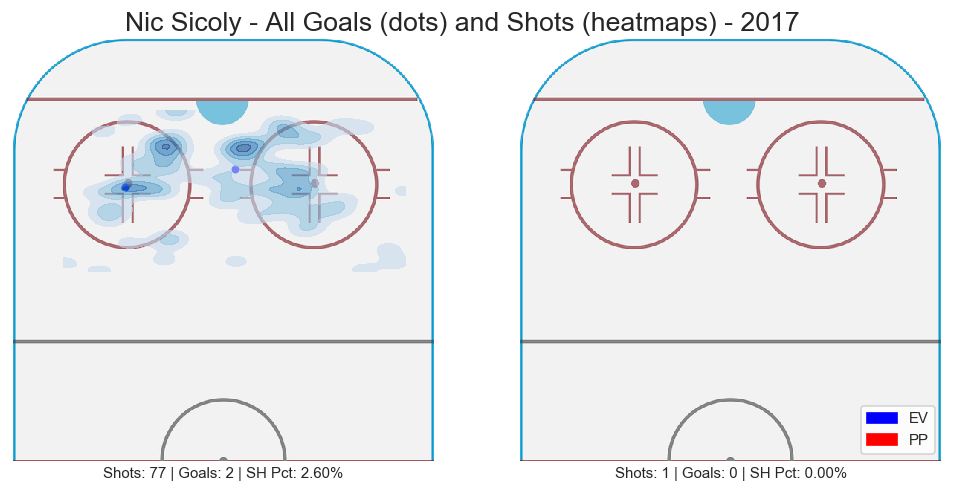 Nic Sicoly - All Goals (dots) and Shots (heatmaps) - 2017
EV
PP
Shots: 77 | Goals: 2 | SH Pct: 2.60%
Shots: 1 | Goals: 0 | SH Pct: 0.00%